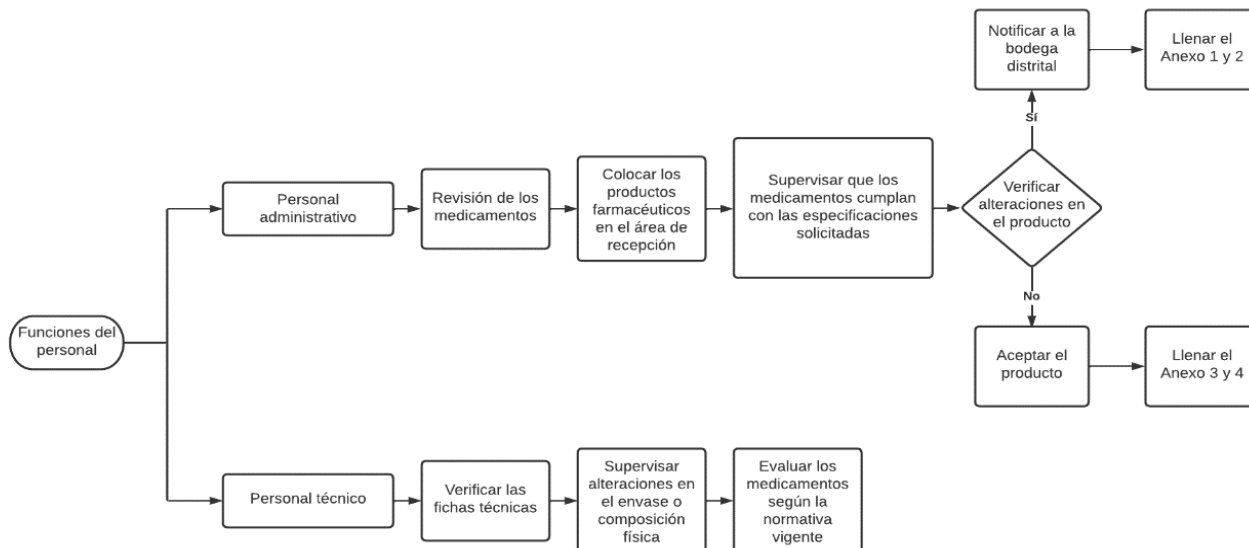 Funciones del
personal
Personal
administrativo
Revisión de los
medicamentos
Colocar los
productos
farmacéuticos
en el área de
recepción
Supervisar que los
medicamentos cumplan
con las especificaciones
solicitadas
Verificar
alteraciones en
el producto
Sí
Notificar a la
bodega
distrital
Llenar el
Anexo 1 y 2
No
Aceptar el
producto
Llenar el
Anexo 3 y 4
Personal técnico
Verificar las
fichas técnicas
Supervisar
alteraciones en
el envase o
composición
física
Evaluar los
medicamentos
según la
normativa
vigente